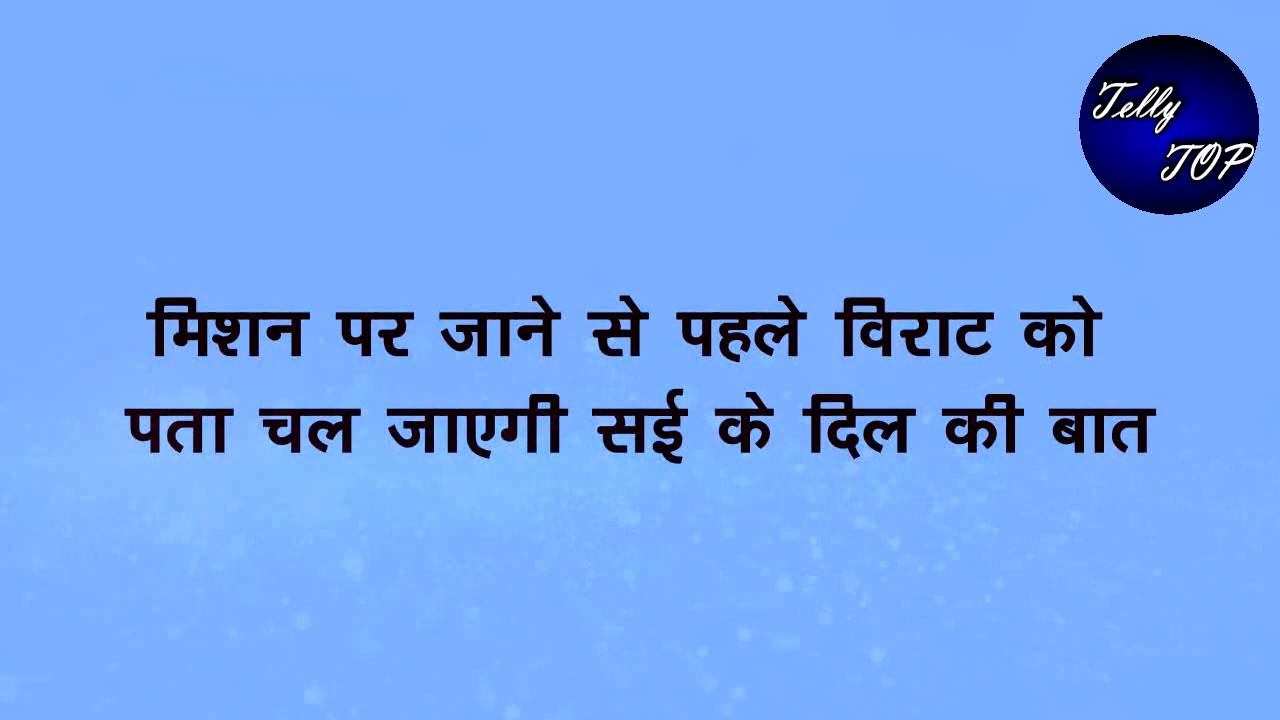 Telly
TOP
मिशन पर जाने से पहले विराट को
पता चल जाएगी सई के दिल की बात